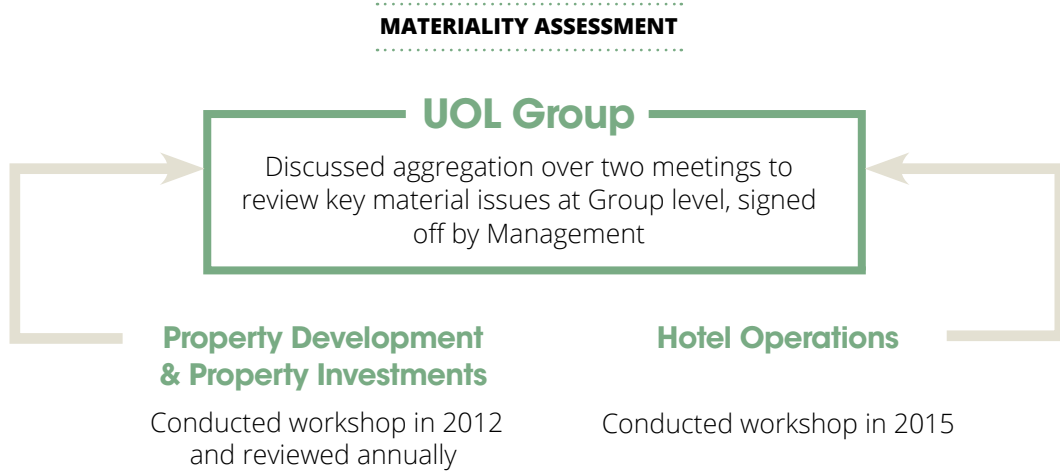 MATERIALITY ASSESSMENT
UOL Group
Discussed aggregation over two meetings to
review key material issues at Group level, signed
off by Management
Property Development
& Property Investments
Conducted workshop in 2012
and reviewed annually
Hotel Operations
Conducted workshop in 2015